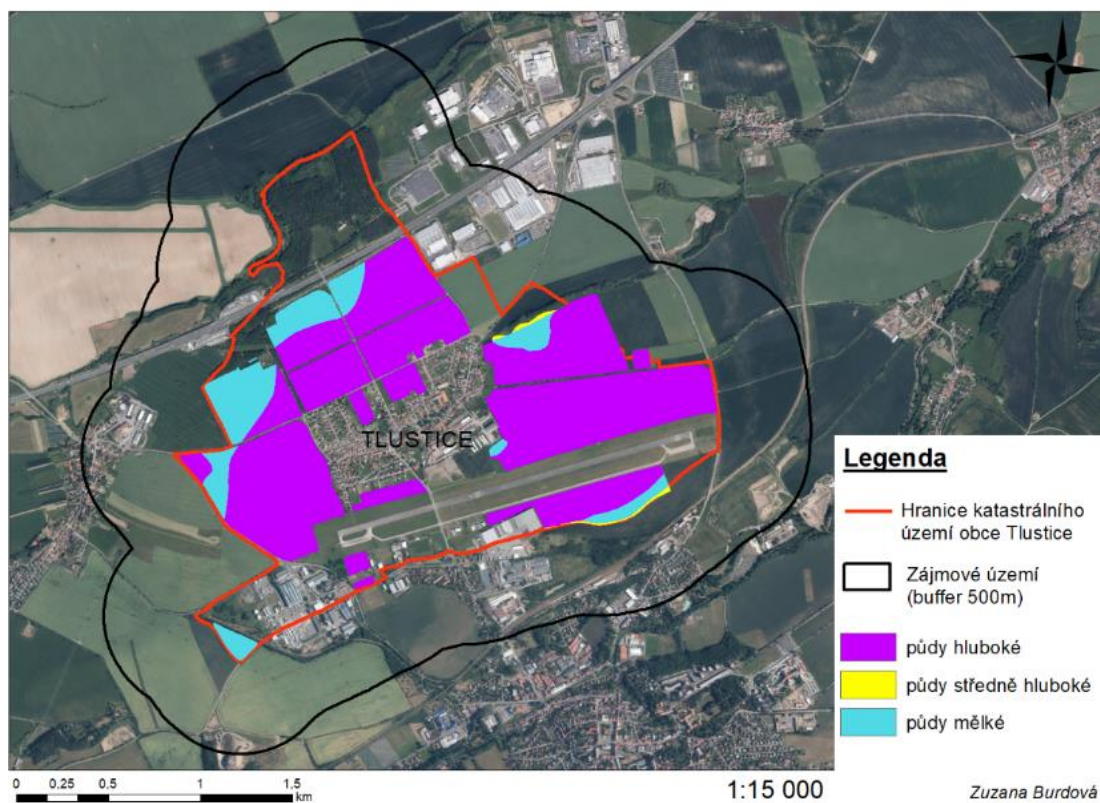 TLUSTICE
Legenda
Hranice katastrálního
území obce Tlustice
Zájmové území
(buffer 500m)
půdy hluboké
půdy středně hluboké
půdy mělké
0 0.25 0,5 1 1,5
km
1:15 000
Zuzana Burdová